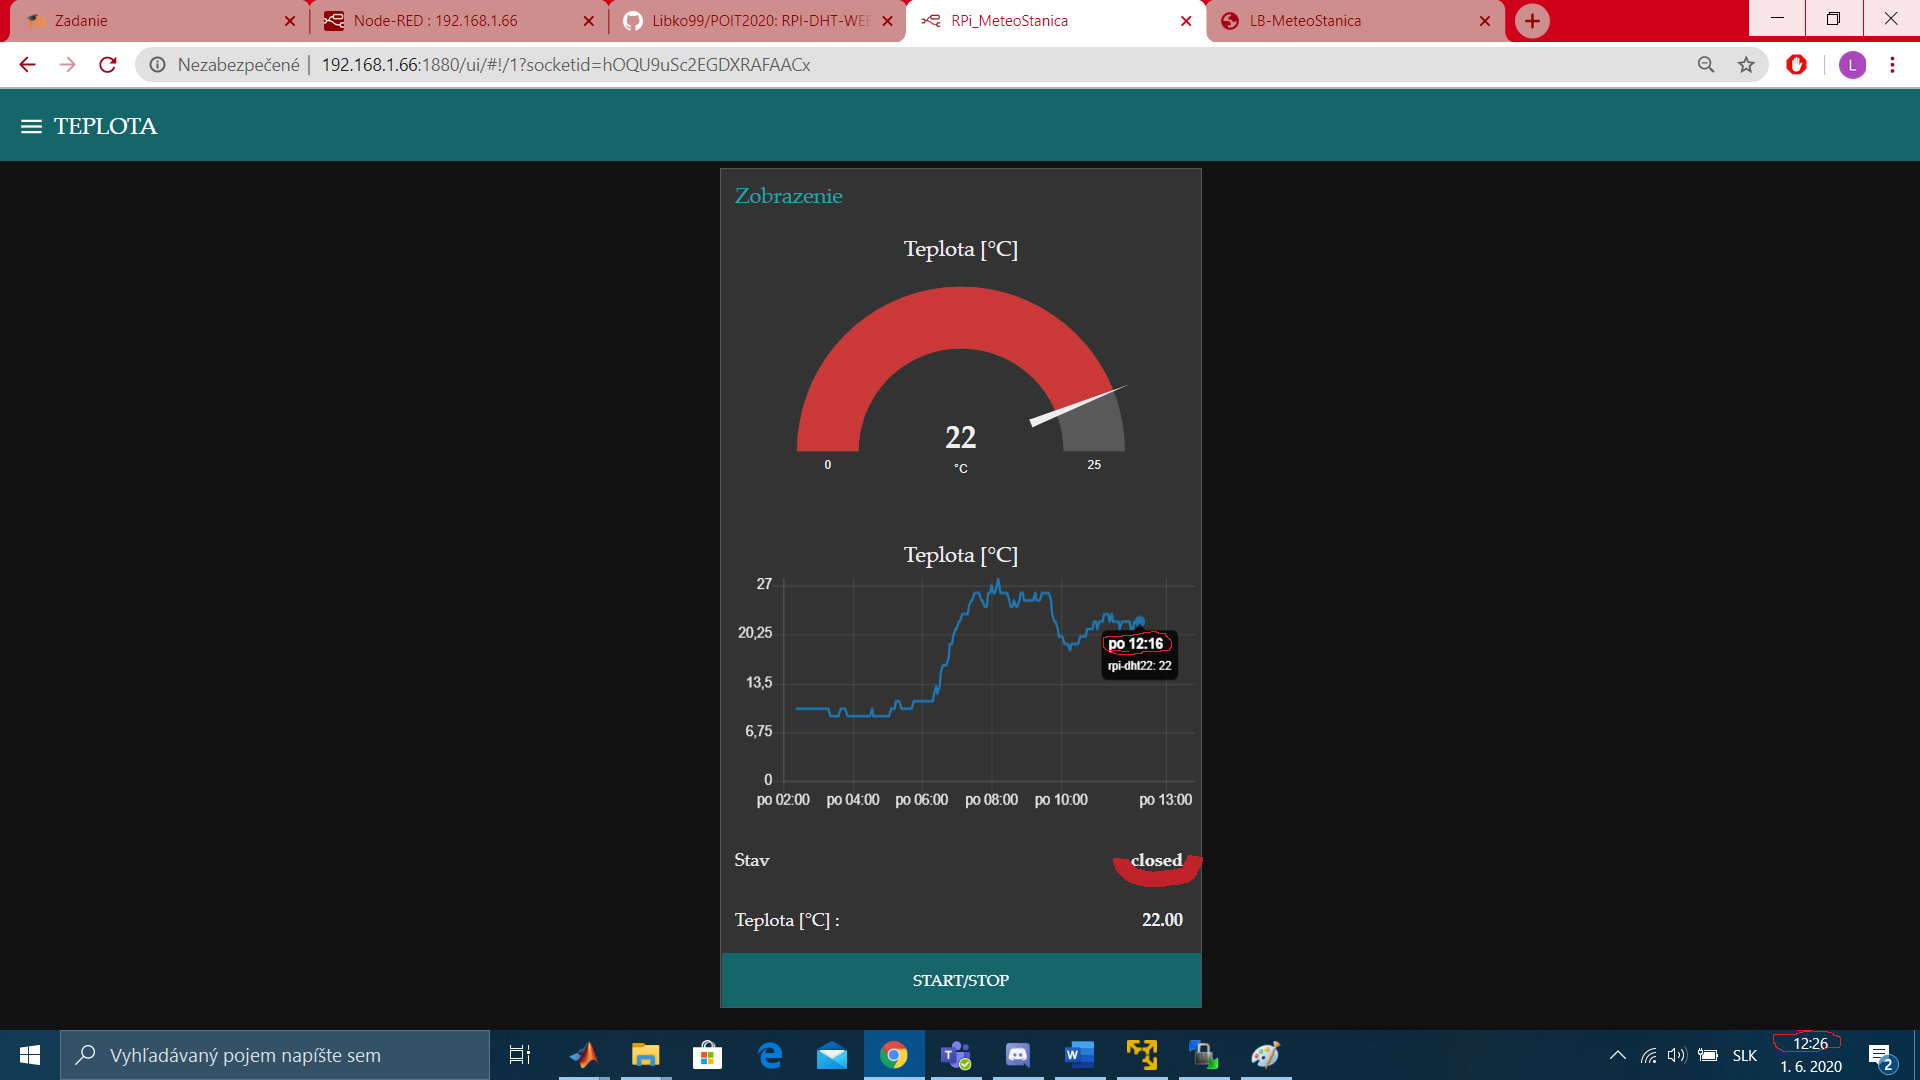 Zadanie
Node-RED : 192.168.1.66
Libko99/POIT2020: RPI-DHT-WEB
RPi_MeteoStanica
LB-MeteoStanica
Nezabezpečené
192.168.1.66:1880/ui/#!/1?socketid=hOQU9uSc2EGDXRAFAACx
L
TEPLOTA
Zobrazenie
Teplota [°C]
22
°C
0
25
Teplota [°C]
27
20,25
13,5
6,75
0
po 12:16
rpi-dht22: 22
po 02:00
po 04:00
po 06:00
po 08:00
po 10:00
po 13:00
Stav
closed
Teplota [°C] :
22.00
START/STOP
Vyhľadávaný pojem napíšte sem
SLK
12:26
1. 6. 2020
2